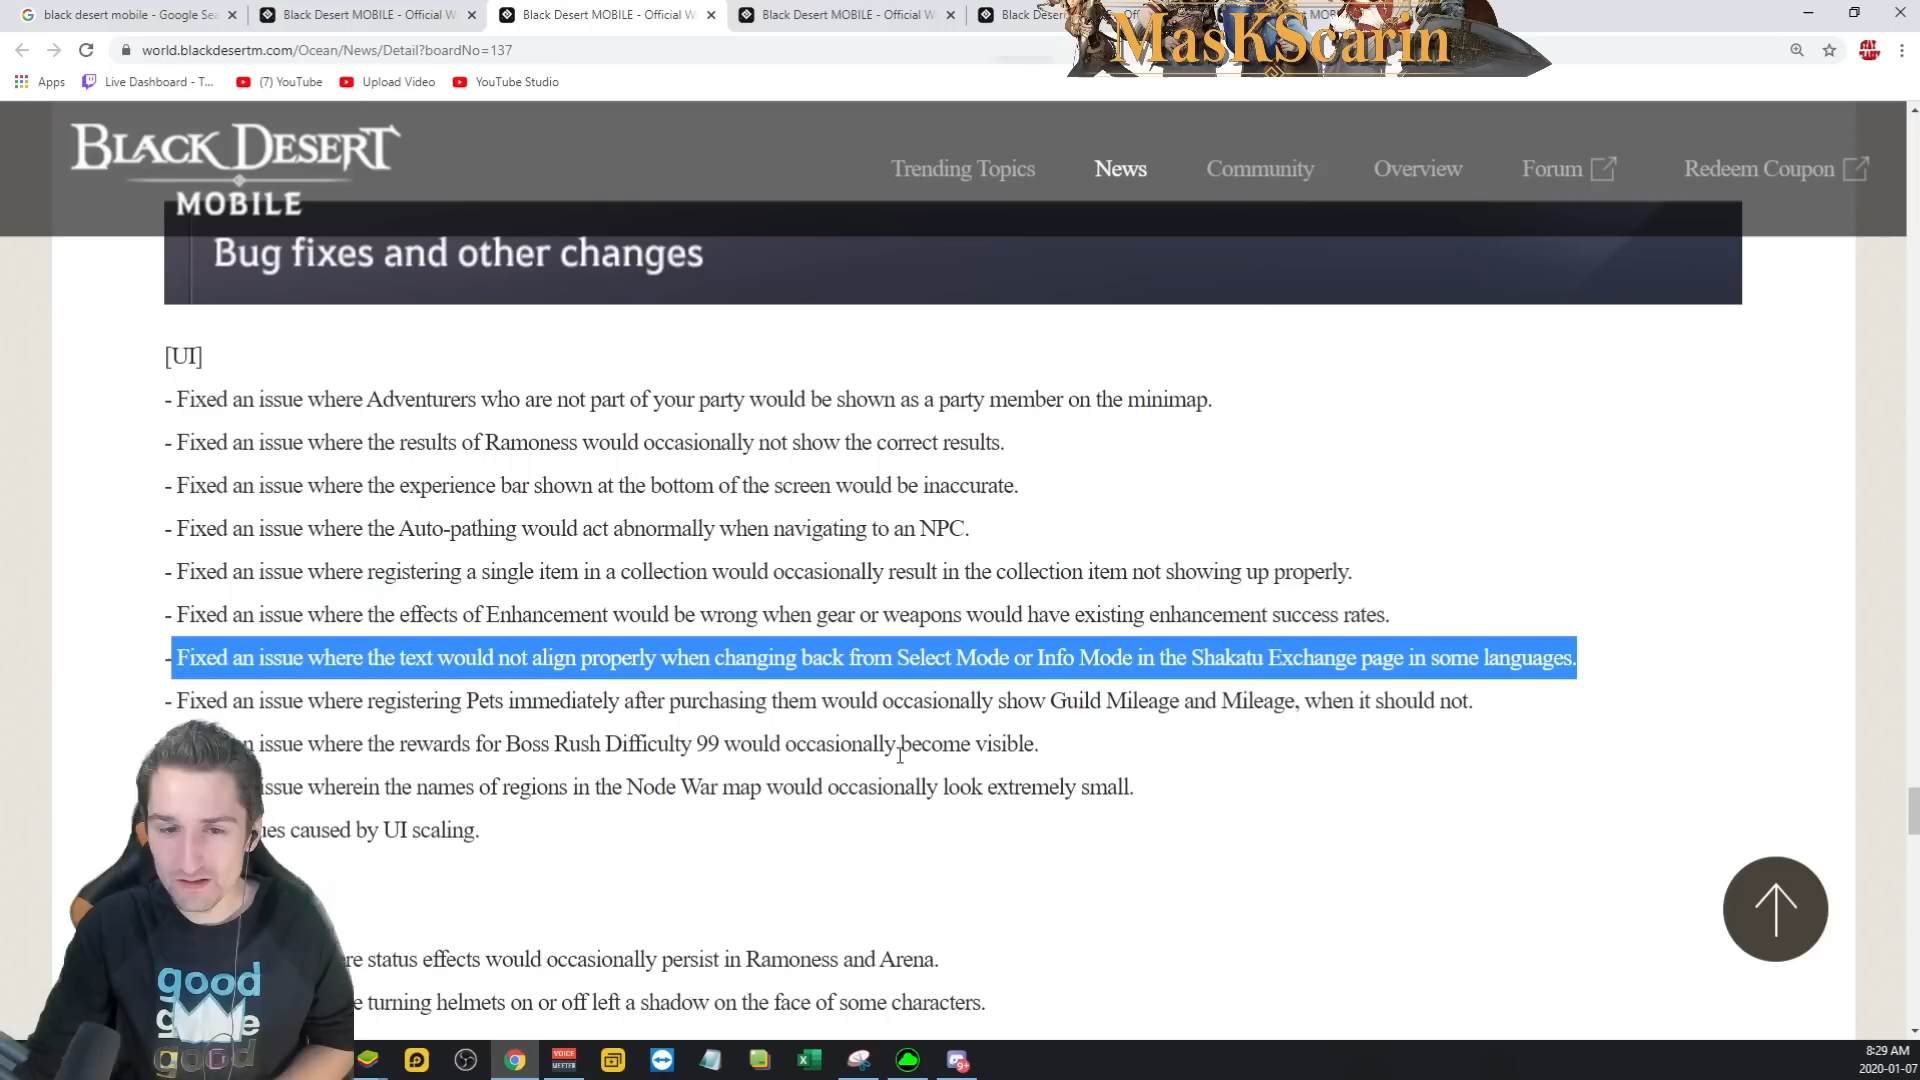 black desert mobile - Google Sea
Black Desert MOBILE - Official W
Black Desert MOBILE - Official W
Black Desert MOBILE - Official W
Black Deser
MasKScarin
world.blackdesertm.com/Ocean/News/Detail?boardNo=137
Apps
Live Dashboard - T...
(7) YouTube
Upload Video
YouTube Studio
BLACK DESERT
MOBILE
Trending Topics
News
Community
Overview
Forum
Redeem Coupon
Bug fixes and other changes
[UI]
- Fixed an issue where Adventurers who are not part of your party would be shown as a party member on the minimap.
- Fixed an issue where the results of Ramoness would occasionally not show the correct results.
- Fixed an issue where the experience bar shown at the bottom of the screen would be inaccurate.
- Fixed an issue where the Auto-pathing would act abnormally when navigating to an NPC.
- Fixed an issue where registering a single item in a collection would occasionally result in the collection item not showing up properly.
- Fixed an issue where the effects of Enhancement would be wrong when gear or weapons would have existing enhancement success rates.
- Fixed an issue where the text would not align properly when changing back from Select Mode or Info Mode in the Shakatu Exchange page in some languages.
- Fixed an issue where registering Pets immediately after purchasing them would occasionally show Guild Mileage and Mileage, when it should not.
n issue where the rewards for Boss Rush Difficulty 99 would occasionally become visible.
issue wherein the names of regions in the Node War map would occasionally look extremely small.
ues caused by UI scaling.
re status effects would occasionally persist in Ramoness and Arena.
e turning helmets on or off left a shadow on the face of some characters.
good
good
VOICE
MEETER
9+
8:29 AM
2020-01-07